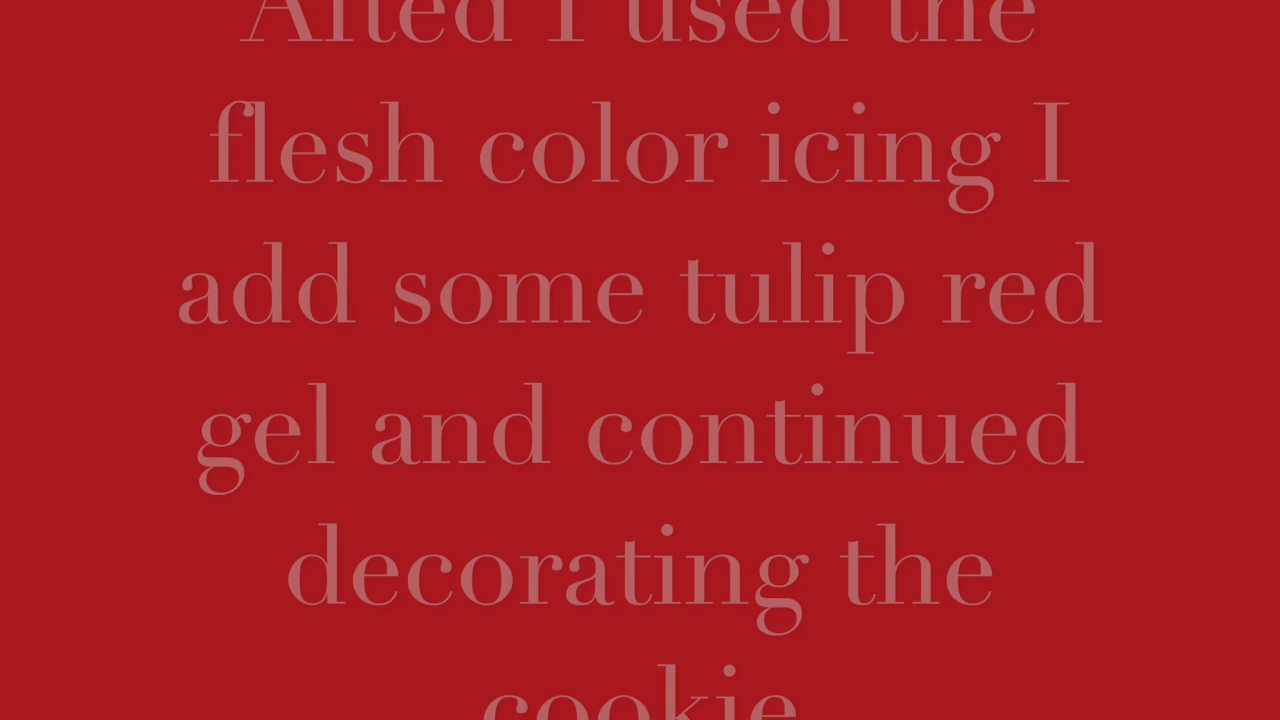 Afted I used the
flesh color icing I
add some tulip red
gel and continued
decorating the
cookie